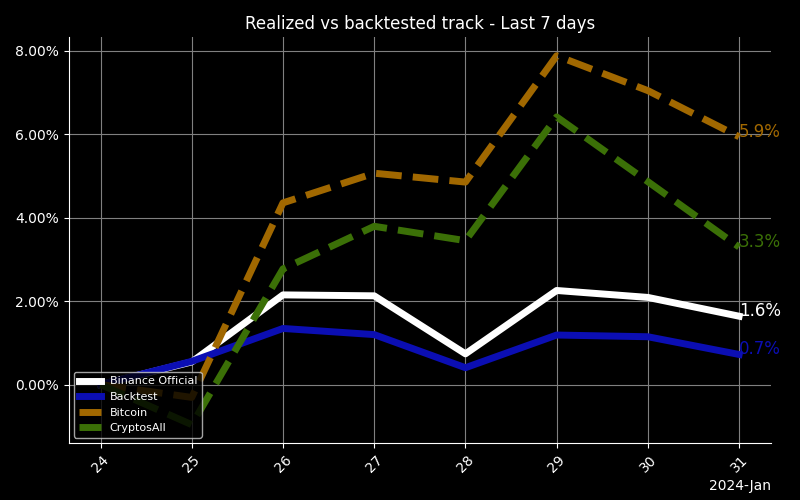 Realized vs backtested track - Last 7 days
8.00%
6.00%
4.00%
2.00%
0.00%
5.9%
3.3%
1.6%
0.7%
Binance Official
Backtest
Bitcoin
CryptosAll
24
25
26
27
28
29
30
31
2024-Jan